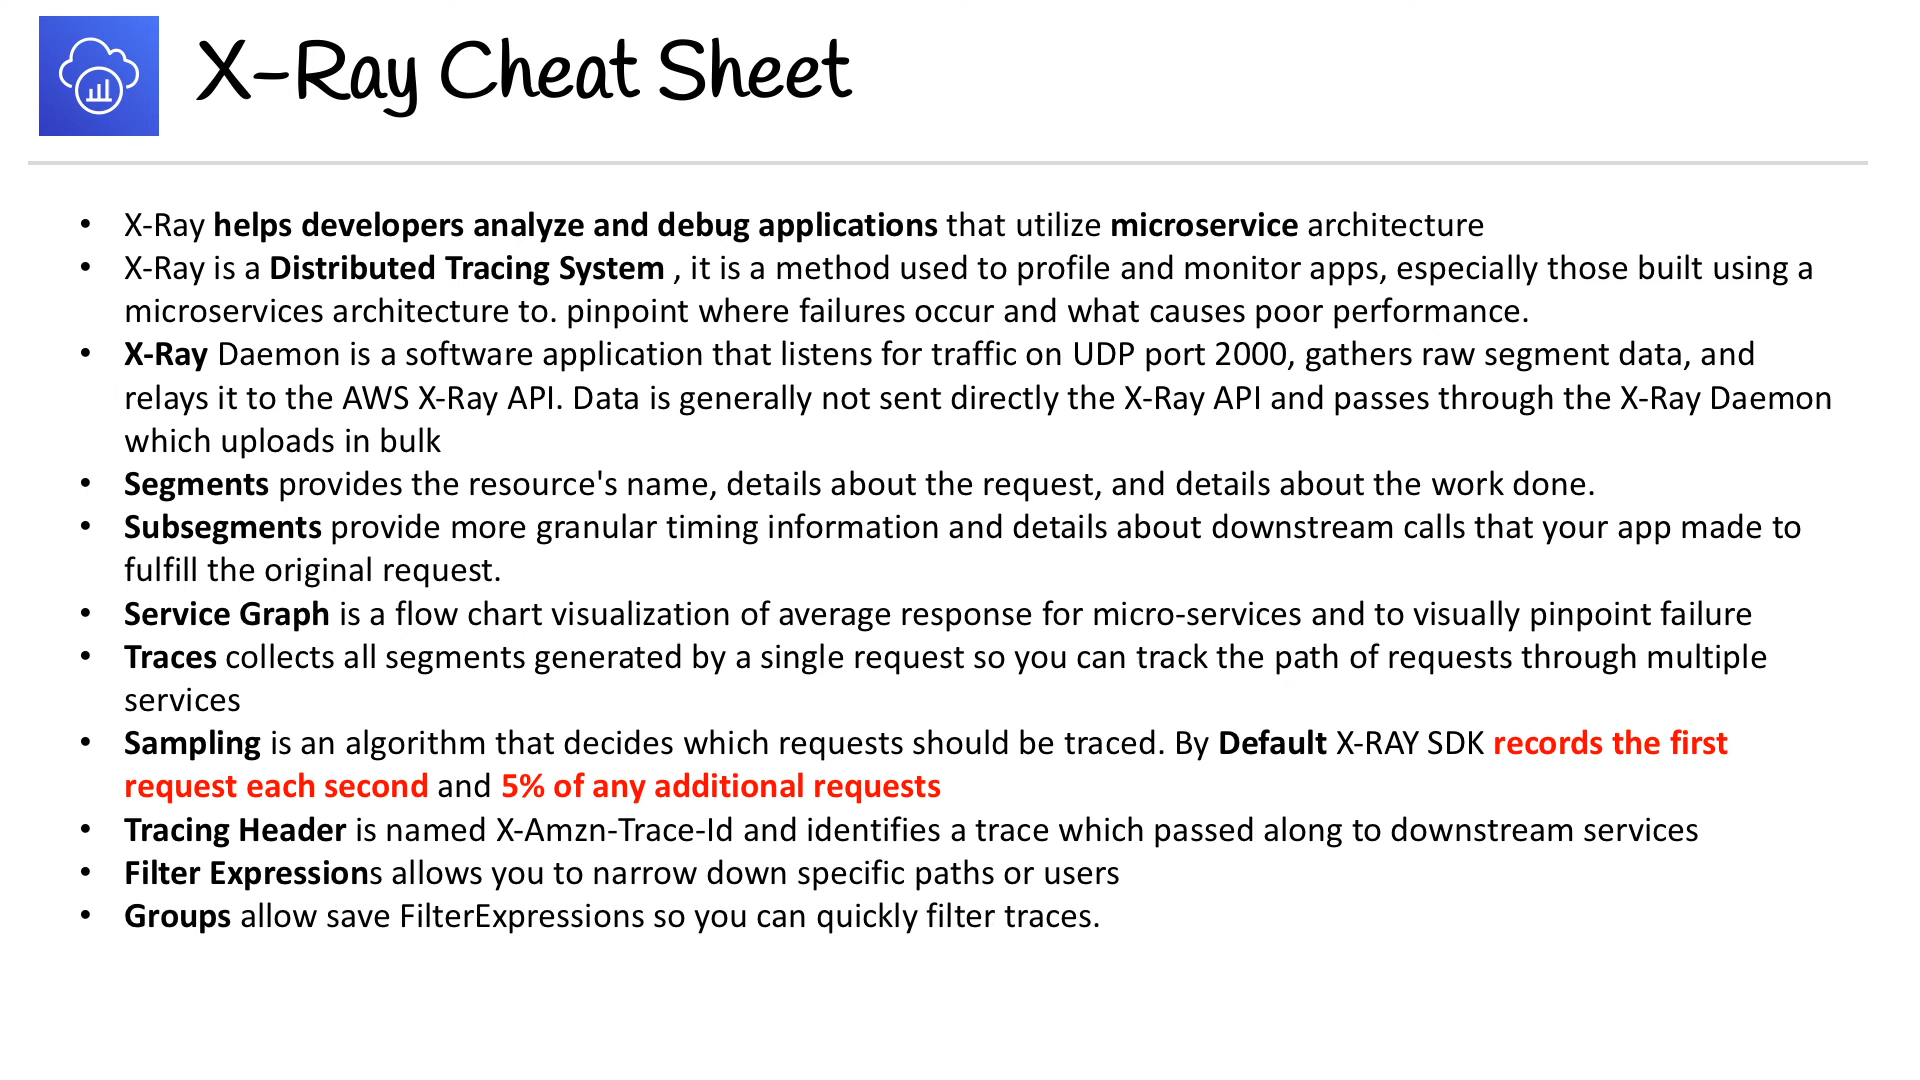 X-Ray Cheat Sheet
• X-Ray helps developers analyze and debug applications that utilize microservice architecture
• X-Ray is a Distributed Tracing System , it is a method used to profile and monitor apps, especially those built using a
microservices architecture to. pinpoint where failures occur and what causes poor performance.
• X-Ray Daemon is a software application that listens for traffic on UDP port 2000, gathers raw segment data, and
relays it to the AWS X-Ray API. Data is generally not sent directly the X-Ray API and passes through the X-Ray Daemon
which uploads in bulk
• Segments provides the resource's name, details about the request, and details about the work done.
• Subsegments provide more granular timing information and details about downstream calls that your app made to
fulfill the original request.
• Service Graph is a flow chart visualization of average response for micro-services and to visually pinpoint failure
• Traces collects all segments generated by a single request so you can track the path of requests through multiple
services
• Sampling is an algorithm that decides which requests should be traced. By Default X-RAY SDK records the first
request each second and 5% of any additional requests
• Tracing Header is named X-Amzn-Trace-Id and identifies a trace which passed along to downstream services
• Filter Expressions allows you to narrow down specific paths or users
• Groups allow save FilterExpressions so you can quickly filter traces.